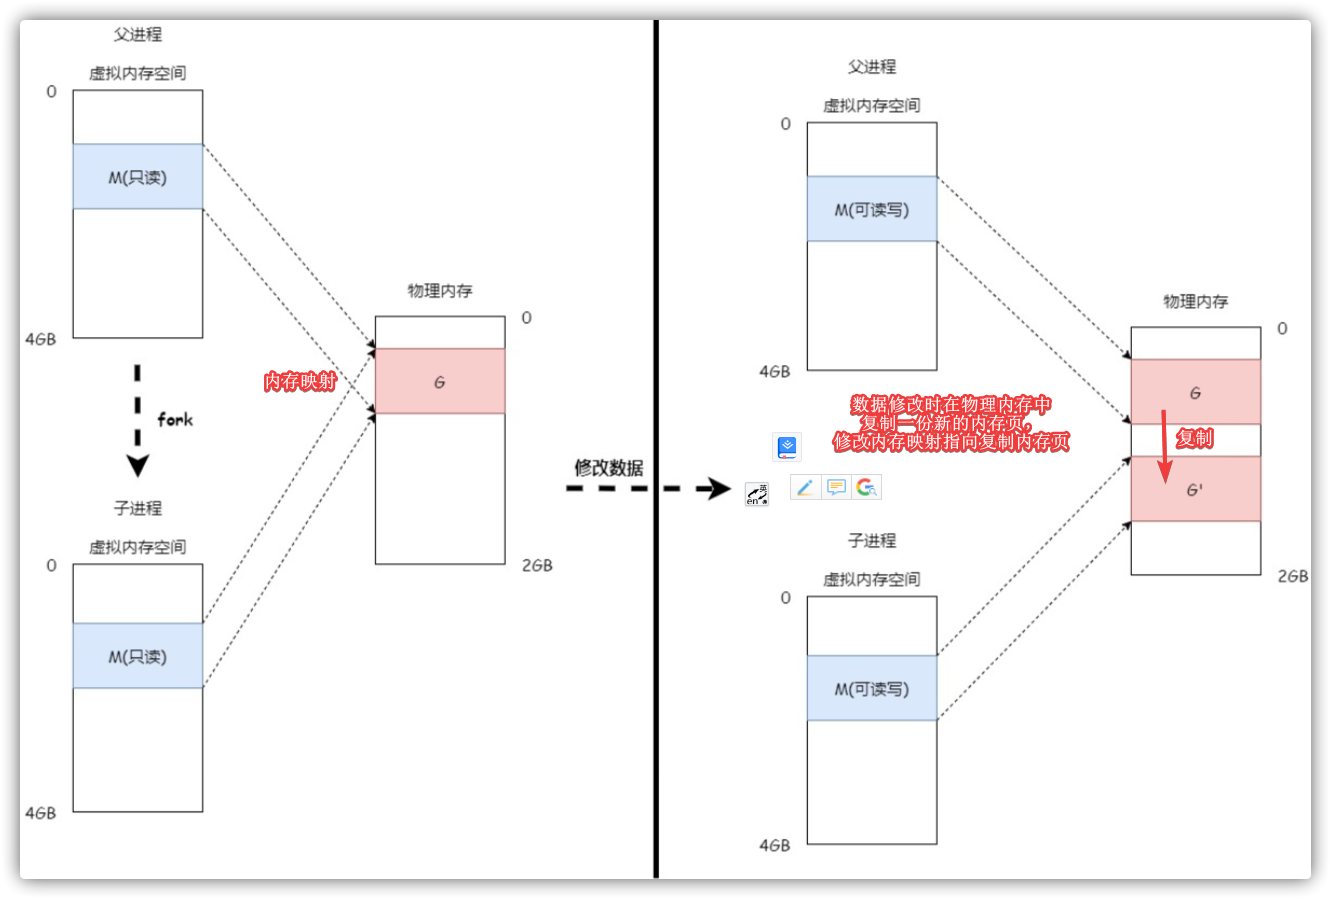 父进程
虚拟内存空间
0
M(只读)
4GB
fork
子进程
虚拟内存空间
0
M(只读)
4GB
内存映射
物理内存
0
G
2GB
修改数据
父进程
虚拟内存空间
0
M(可读写)
4GB
数据修改时在物理内存中
复制一份新的内存页，
修改内存映射指向复制内存页
英
en
子进程
虚拟内存空间
0
M(可读写)
4GB
物理内存
0
G
复制
G'
2GB